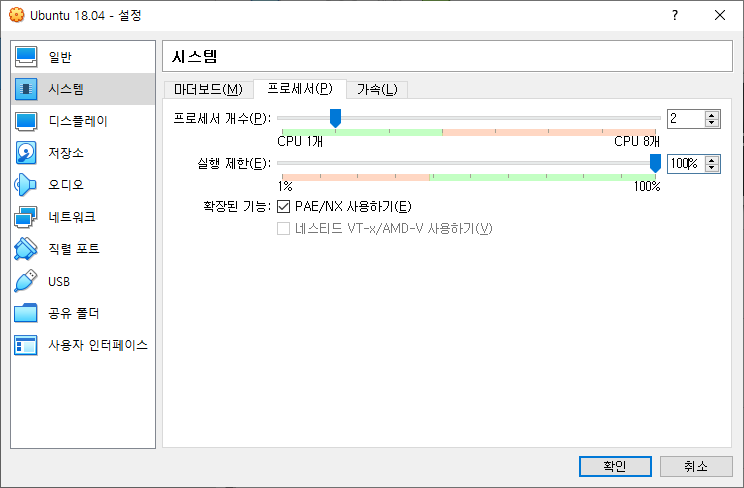 Ubuntu 18.04 - 설정
일반
시스템
디스플레이
저장소
오디오
네트워크
직렬 포트
USB
공유 폴더
사용자 인터페이스
시스템
마더보드(M) 프로세서(P) 가속(L)
프로세서 개수(P): 2
CPU 1개 CPU 8개
실행 제한(E): 100%
1% 100%
확장된 기능: PAE/NX 사용하기(E)
네스티드 VT-x/AMD-V 사용하기(V)
확인 취소